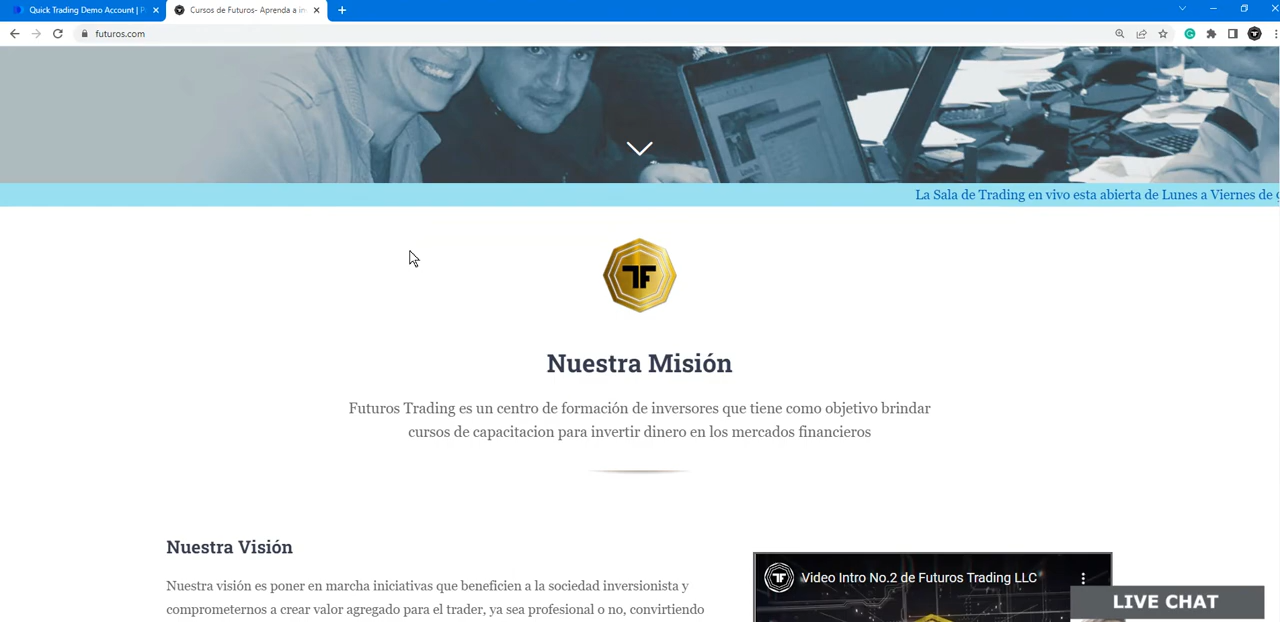 Quick Trading Demo Account |
Cursos de Futuros- Aprenda a in
futuros.com
La Sala de Trading en vivo esta abierta de Lunes a Viernes de
TF
Nuestra Misión
Futuros Trading es un centro de formación de inversores que tiene como objetivo brindar
cursos de capacitacion para invertir dinero en los mercados financieros
Nuestra Visión
Nuestra visión es poner en marcha iniciativas que beneficien a la sociedad inversionista y
comprometernos a crear valor agregado para el trader, ya sea profesional o no, convirtiendo
TF Video Intro No.2 de Futuros Trading LLC
LIVE CHAT